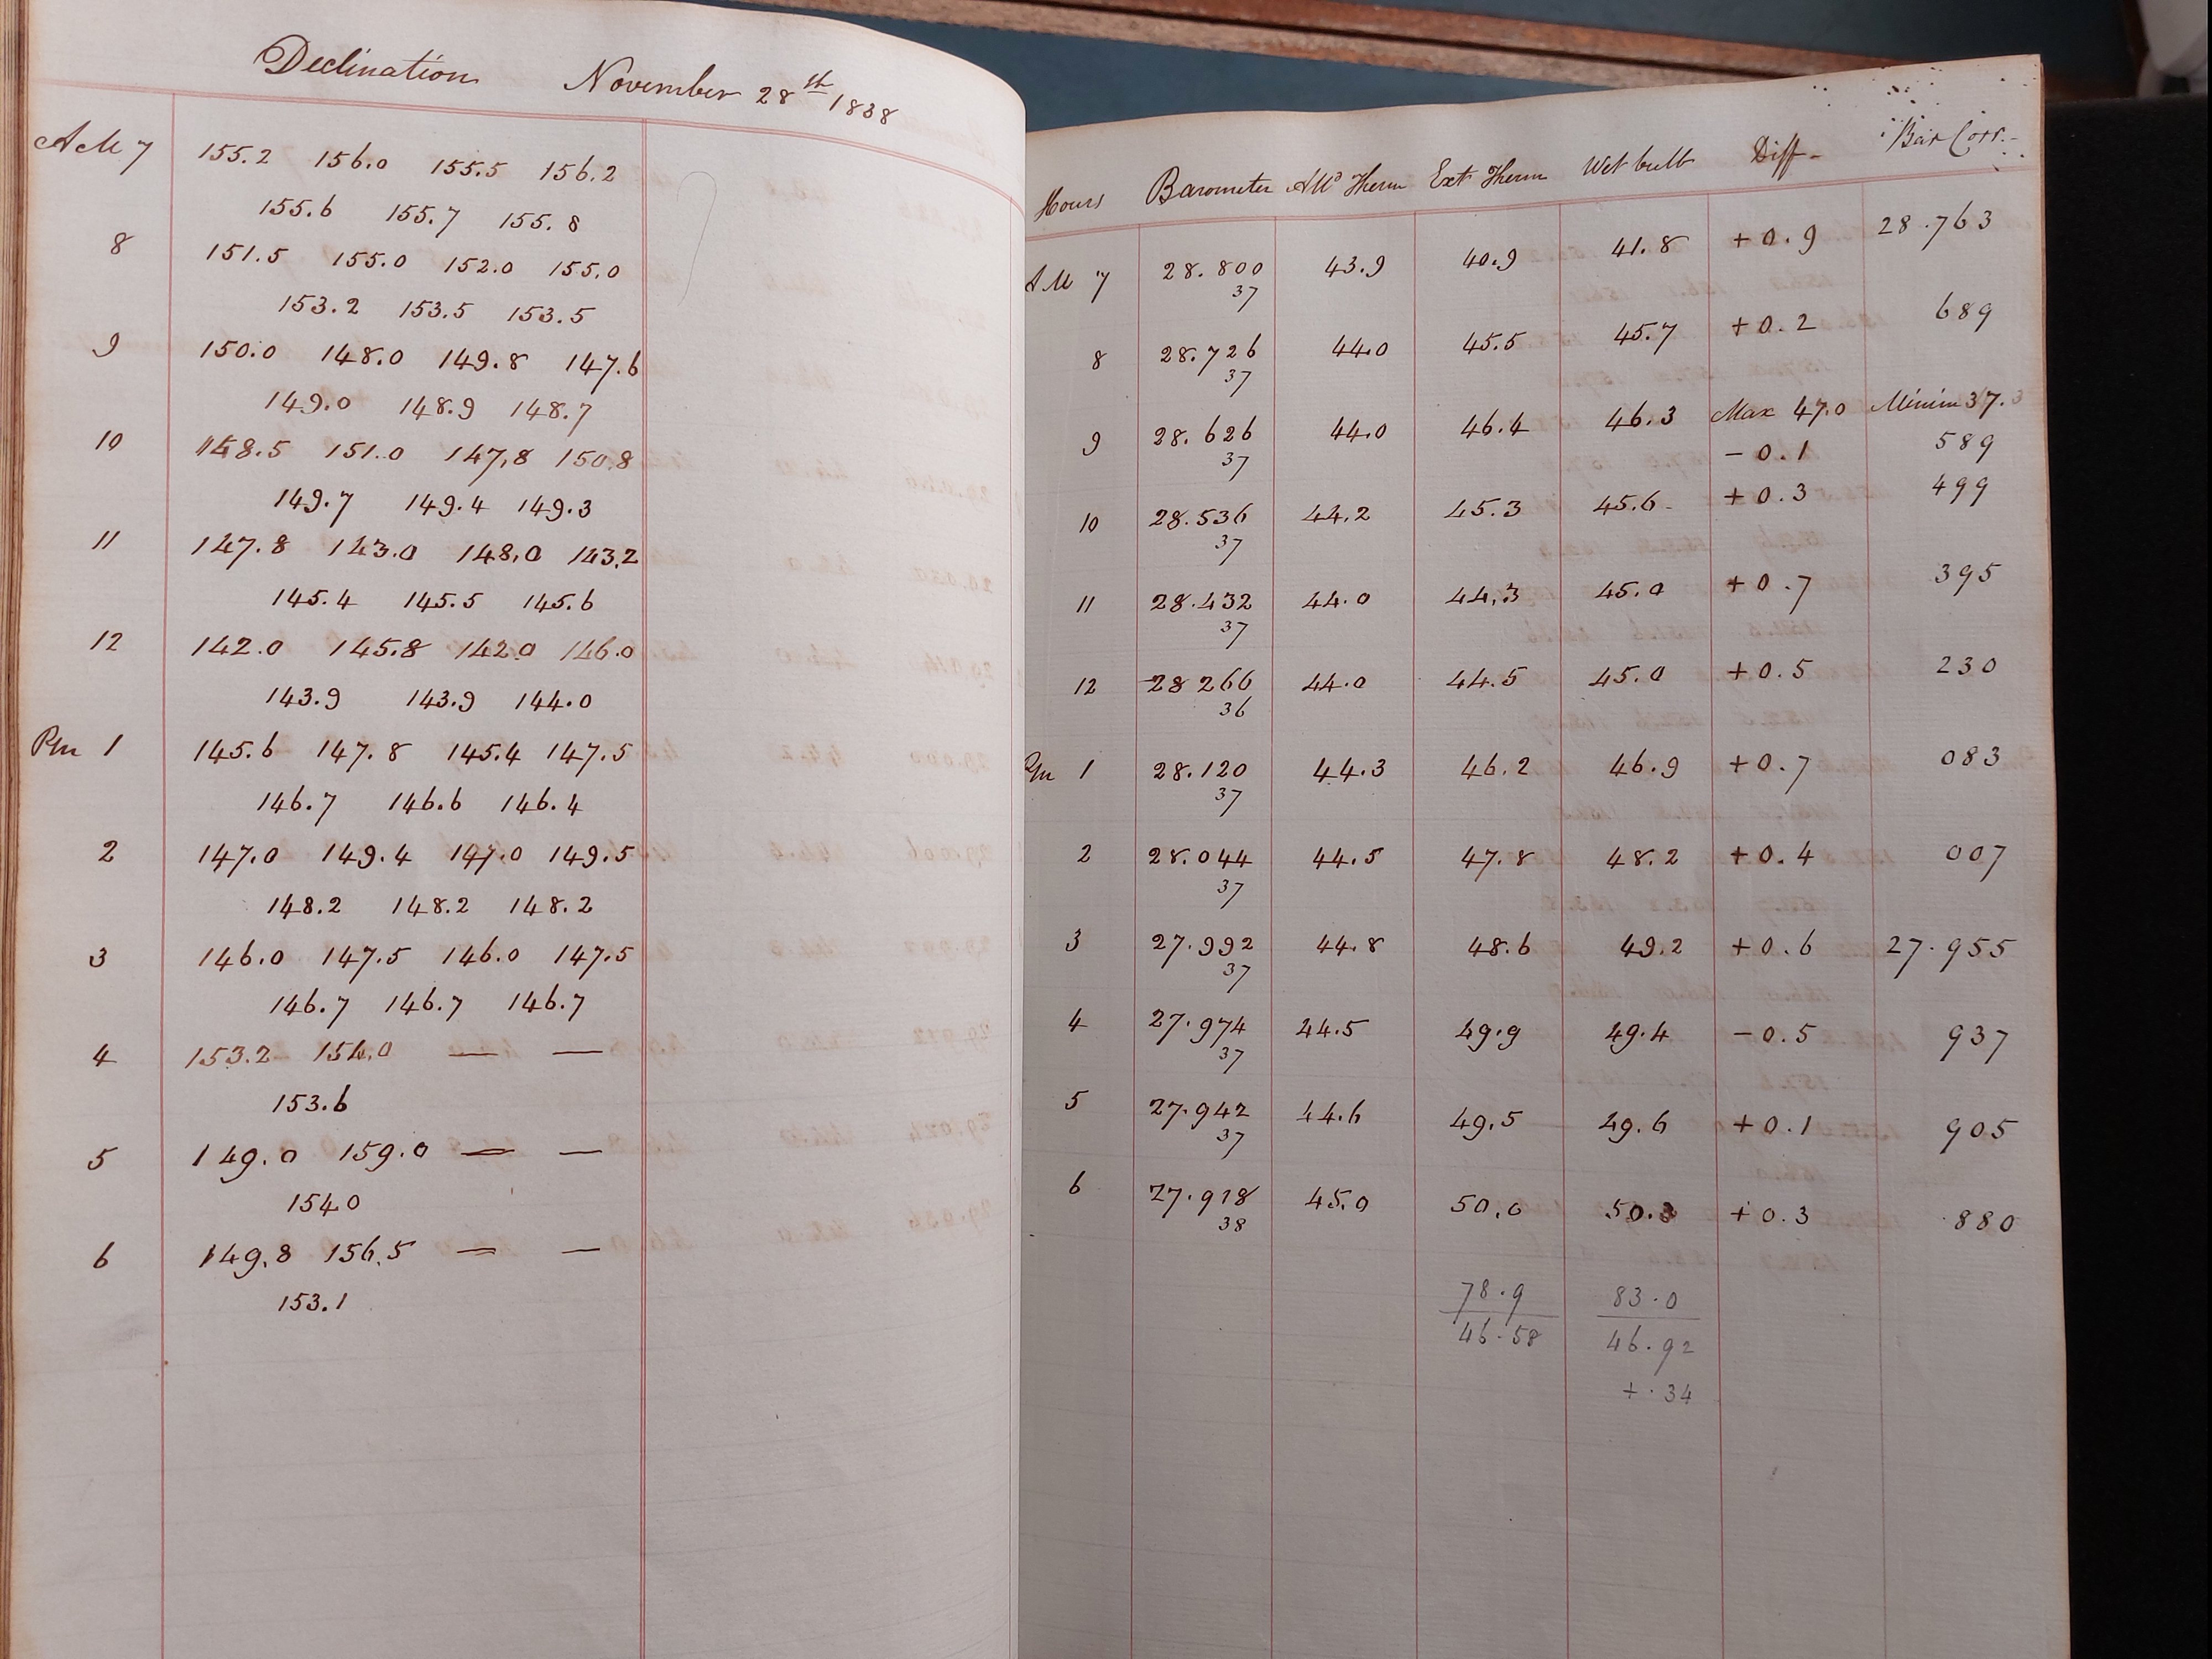 Declination November 28th 1838
AM 7 155.2 156.0 155.5 156.2
155.6 155.7 155.8
8 151.5 155.0 152.0 155.0
153.2 153.5 153.5
9 150.0 148.0 149.8 147.6
149.0 148.9 148.7
10 148.5 151.0 147.8 150.8
149.7 149.4 149.3
11 147.8 143.0 148.0 143.2
145.4 145.5 145.6
12 142.0 145.8 142.0 146.0
143.9 143.9 144.0
Pm 1 145.6 147.8 145.4 147.5
146.7 146.6 146.4
2 147.0 149.4 147.0 149.5
148.2 148.2 148.2
3 146.0 147.5 146.0 147.5
146.7 146.7 146.7
4 153.2 154.0 — —
153.6
5 149.0 159.0 — —
154.0
6 149.8 156.5 — —
153.1
Hours Barometer Attd Therm Ext Therm Wet bulb Diff- Bar Corr.-
AM 7 28.800 43.9 40.9 41.8 +0.9 28.763
37
8 28.726 44.0 45.5 45.7 +0.2 689
37
Max 47.0 Minim 37.3
9 28.626 44.0 46.4 46.3 -0.1 589
37
10 28.536 44.2 45.3 45.6- +0.3 499
37
11 28.432 44.0 44.3 45.0 +0.7 395
37
12 28 266 44.0 44.5 45.0 +0.5 230
36
Pm 1 28.120 44.3 46.2 46.9 +0.7 083
37
2 28.044 44.5 47.8 48.2 +0.4 007
37
3 27.992 44.8 48.6 49.2 +0.6 27.955
37
4 27.974 44.5 49.9 49.4 -0.5 937
37
5 27.942 44.6 49.5 49.6 +0.1 905
37
6 27.918 45.0 50.0 50.3 +0.3 880
38
78.9 83.0
46.58 46.92
+.34